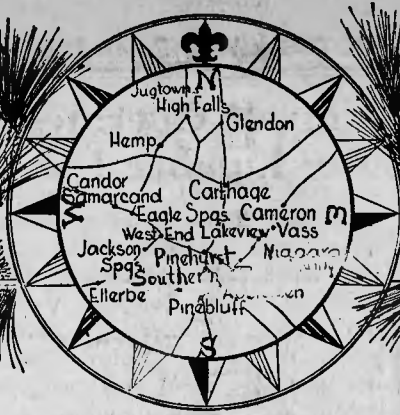 N
Jugtown
High Falls
Glendon
Hemp
Candor
Samarcand
Carthage
W
Eagle Spgs.
Cameron
E
West End
Lakeview
Vass
Jackson
Spgs.
Pinehurst
Niagara
Southern
Ellerbe
Pinebluff
S